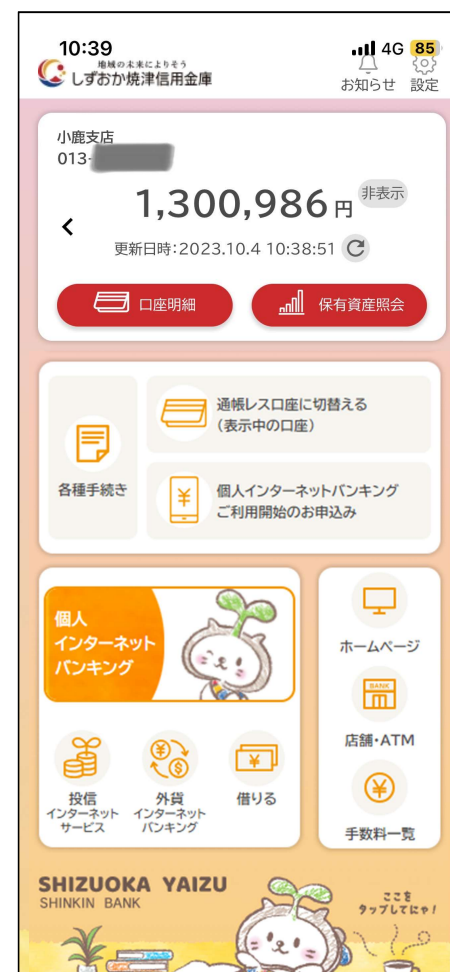 10:39
4G 85
地域の未来によりそう
しずおか焼津信用金庫
お知らせ 設定
小鹿支店
013-
1,300,986 円
非表示
更新日時:2023.10.4 10:38:51
口座明細
保有資産照会
各種手続き
通帳レス口座に切替える
(表示中の口座)
個人インターネットバンキング
ご利用開始のお申込み
個人
インターネット
バンキング
投信
インターネット
サービス
外貨
インターネット
バンキング
借りる
ホームページ
BANK
店舗・ATM
手数料一覧
SHIZUOKA YAIZU
SHINKIN BANK
ここを
タップしてにゃ!